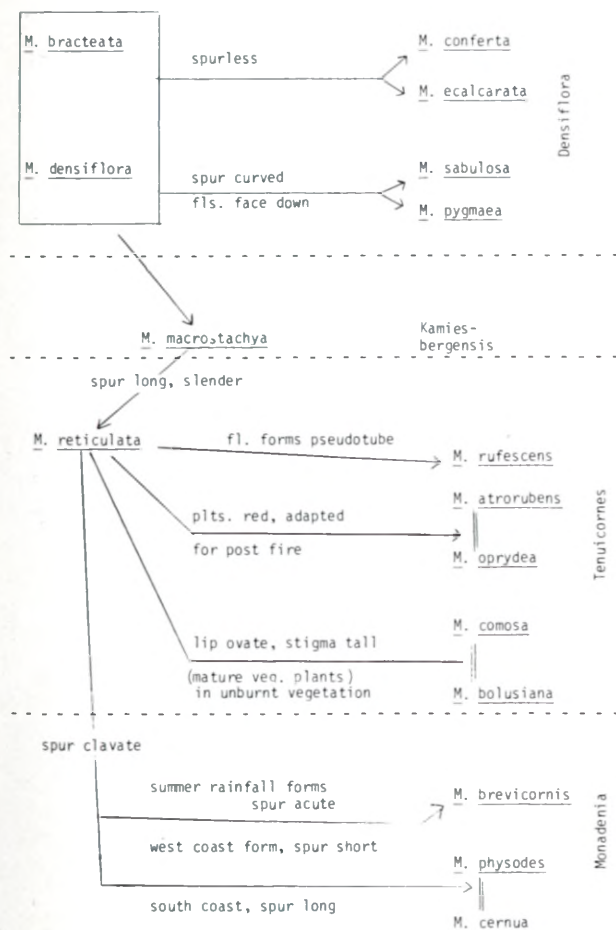 M. bracteata
spurless
M. conferta
M. ecalcarata
Densiflora
M. densiflora
spur curved
fls. face down
M. sabulosa
M. pygmaea
M. macrostachya
Kamies-
bergensis
spur long, slender
M. reticulata
fl. forms pseudotube
M. rufescens
M. atrorubens
plts. red, adapted
for post fire
M. oprydea
Tenuicornes
M. comosa
lip ovate, stigma tall
(mature veg. plants)
in unburnt vegetation
M. bolusiana
spur clavate
summer rainfall forms
spur acute
M. brevicornis
west coast form, spur short
Monadenia
M. physodes
south coast, spur long
M. cernua